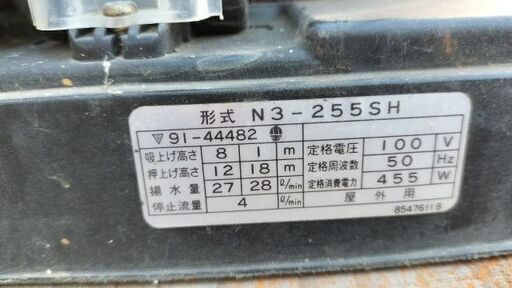 形式 N3-255SH
▽91-44482
吸上げ高さ 8 1 m
押上げ高さ 12 18 m
揚水量 27 28 ℓ/min
停止流量 4 ℓ/min
定格電圧 100 V
定格周波数 50 Hz
定格消費電力 455 W
屋外用
8547611B